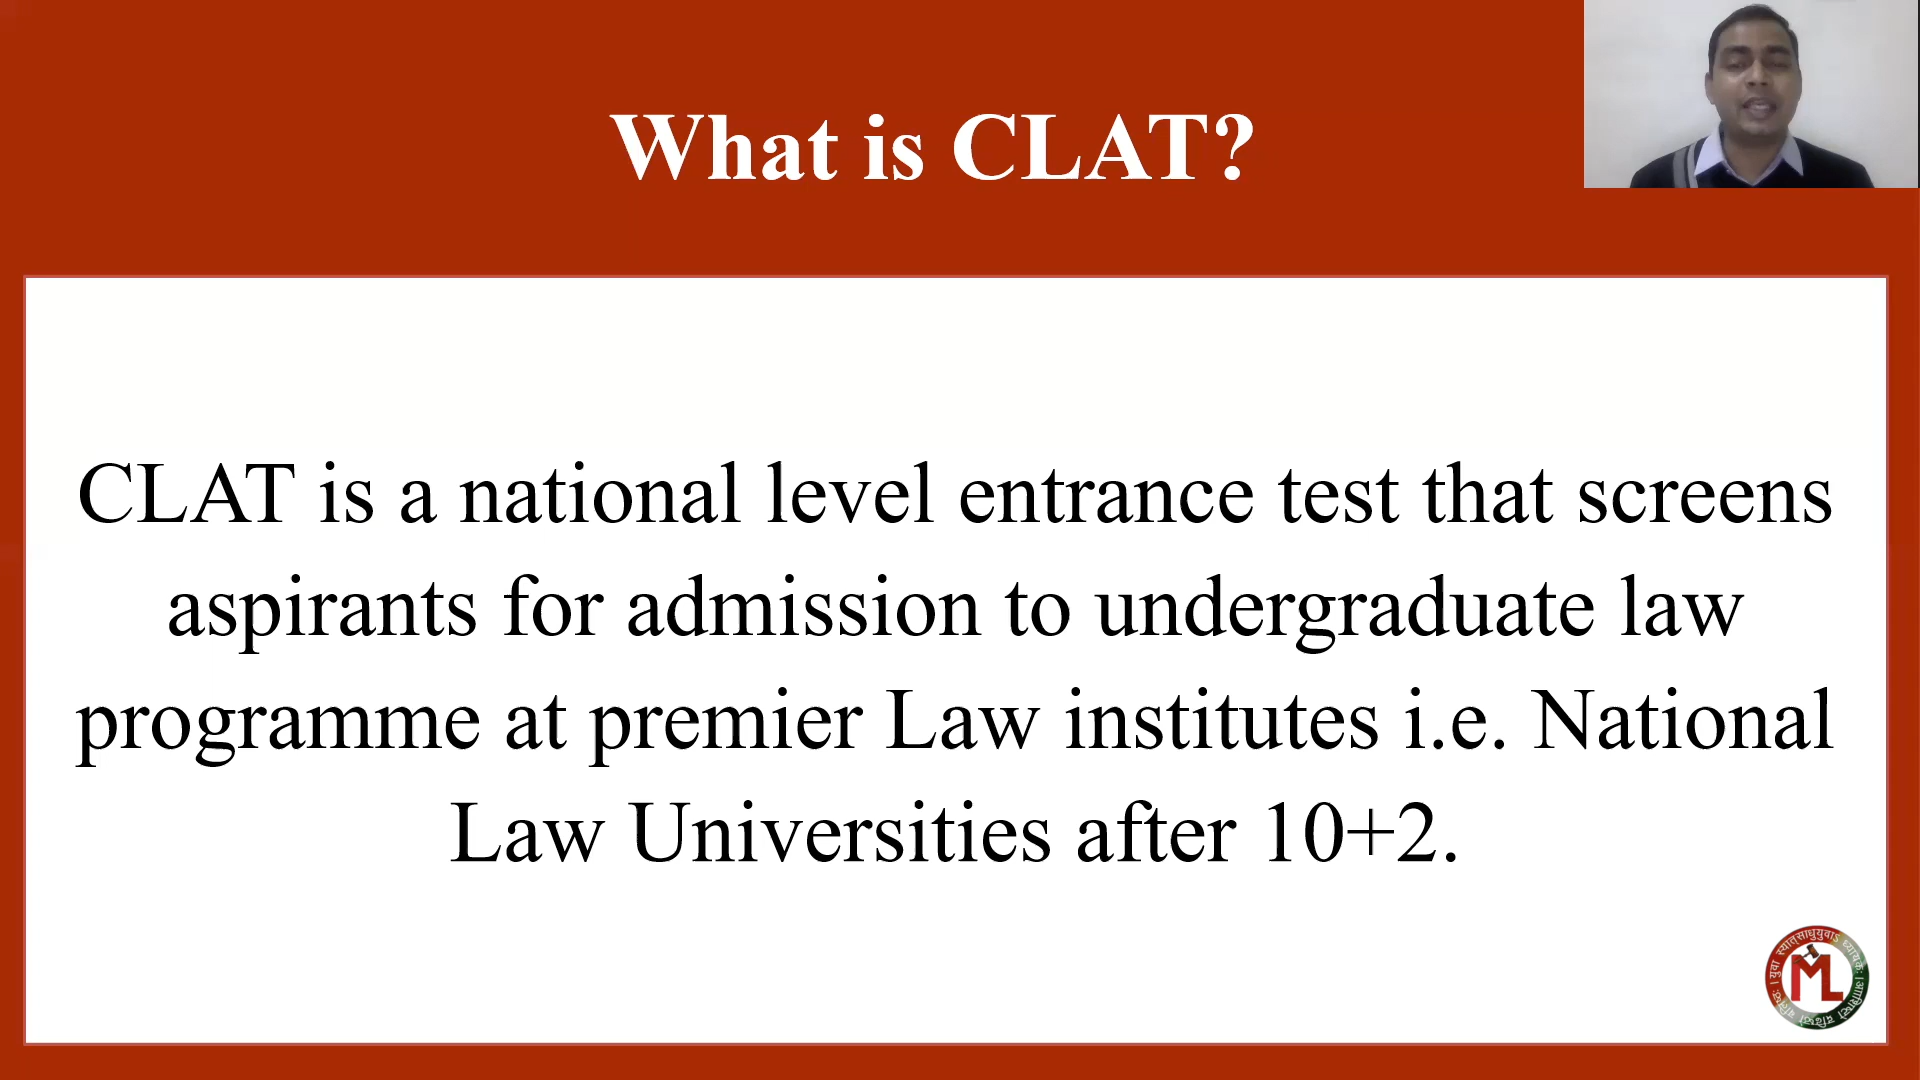 What is CLAT?
CLAT is a national level entrance test that screens
aspirants for admission to undergraduate law
programme at premier Law institutes i.e. National
Law Universities after 10+2.
ML